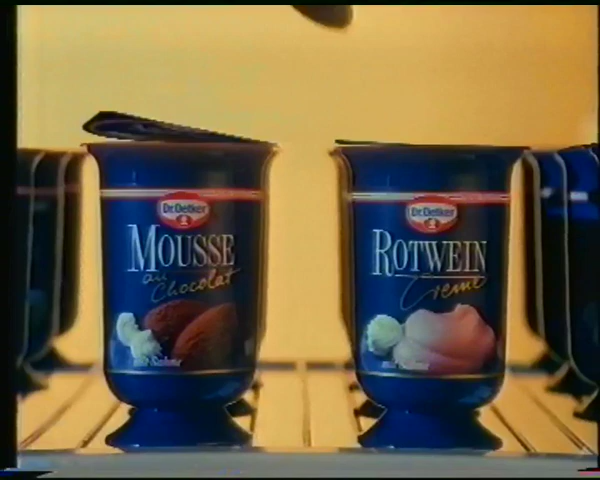 Dr. Oetker
MOUSSE
au
Chocolat
Dr. Oetker
ROTWEIN
Creme